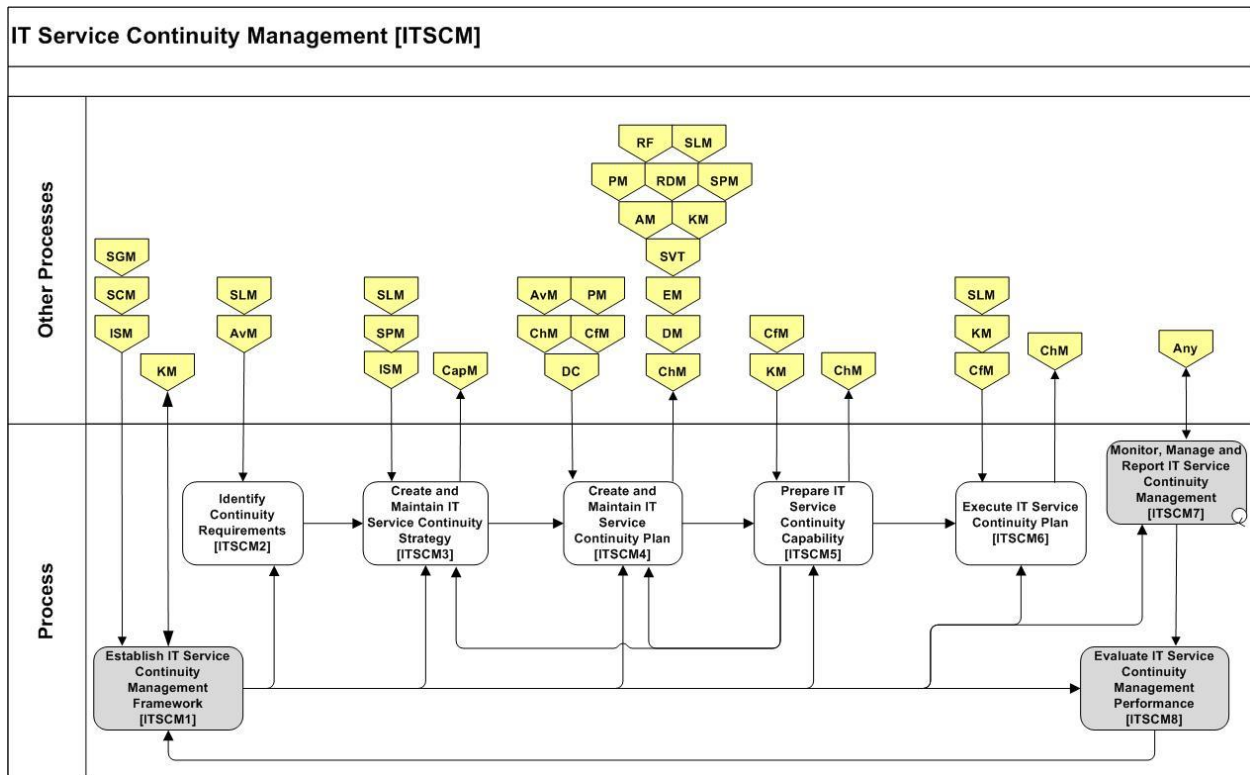 IT Service Continuity Management [ITSCM]
Other Processes
RF
SLM
PM
RDM
SPM
AM
KM
SGM
SVT
SCM
SLM
SLM
AvM
PM
EM
SLM
ISM
AvM
SPM
ChM
CfM
DM
CfM
KM
KM
ISM
CapM
DC
ChM
KM
ChM
CfM
ChM
Any
Process
Identify
Continuity
Requirements
[ITSCM2]
Create and
Maintain IT
Service Continuity
Strategy
[ITSCM3]
Create and
Maintain IT
Service
Continuity Plan
[ITSCM4]
Prepare IT
Service
Continuity
Capability
[ITSCM5]
Execute IT Service
Continuity Plan
[ITSCM6]
Monitor, Manage and
Report IT Service
Continuity
Management
[ITSCM7]
Establish IT Service
Continuity
Management
Framework
[ITSCM1]
Evaluate IT Service
Continuity
Management
Performance
[ITSCM8]